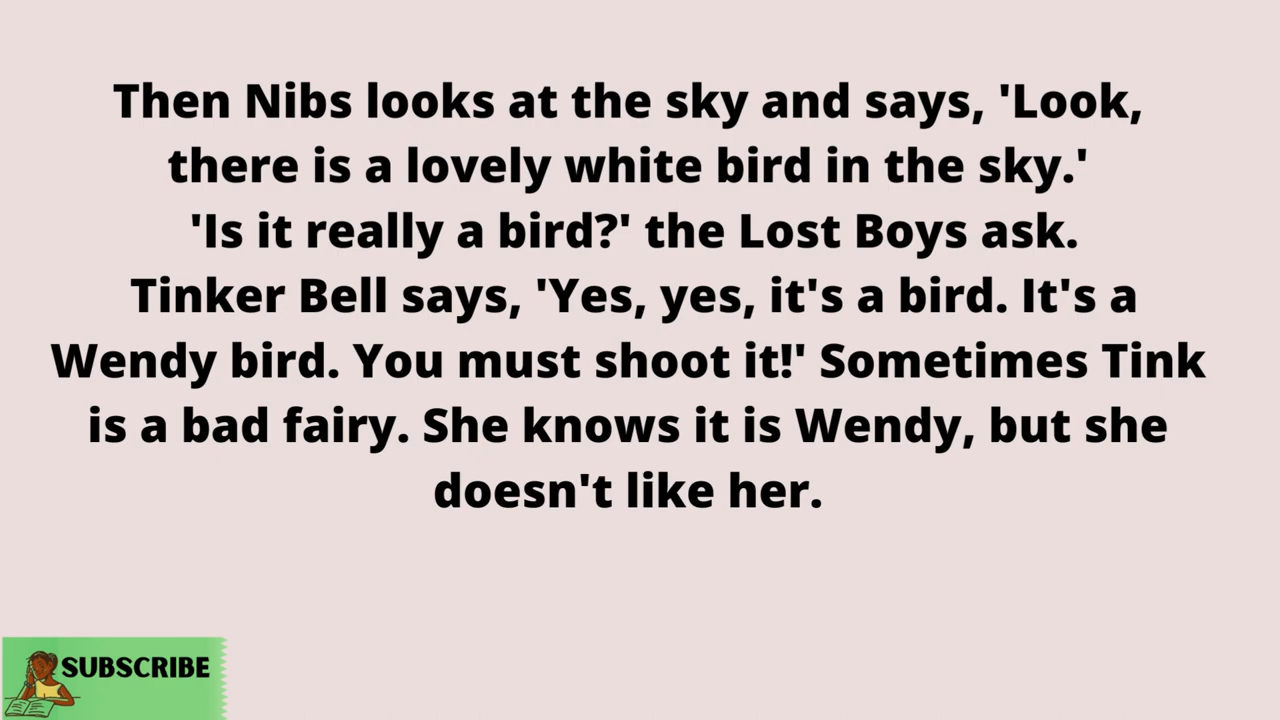 Then Nibs looks at the sky and says, 'Look,
there is a lovely white bird in the sky.'
'Is it really a bird?' the Lost Boys ask.
Tinker Bell says, 'Yes, yes, it's a bird. It's a
Wendy bird. You must shoot it!' Sometimes Tink
is a bad fairy. She knows it is Wendy, but she
doesn't like her.
SUBSCRIBE